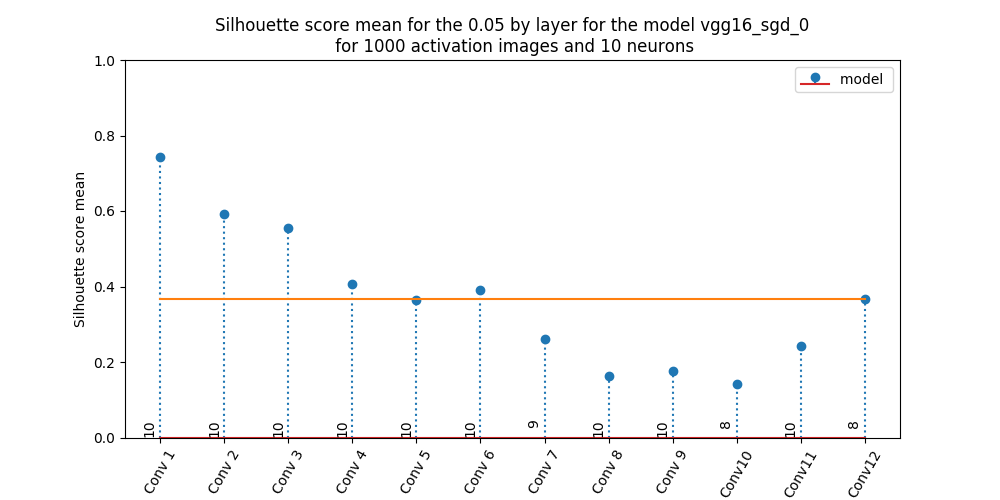 Silhouette score mean for the 0.05 by layer for the model vgg16_sgd_0
for 1000 activation images and 10 neurons
model
Silhouette score mean
1.0
0.8
0.6
0.4
0.2
0.0
10 10 10 10 10 10 9 10 10 8 10 8
Conv 1 Conv 2 Conv 3 Conv 4 Conv 5 Conv 6 Conv 7 Conv 8 Conv 9 Conv10 Conv11 Conv12